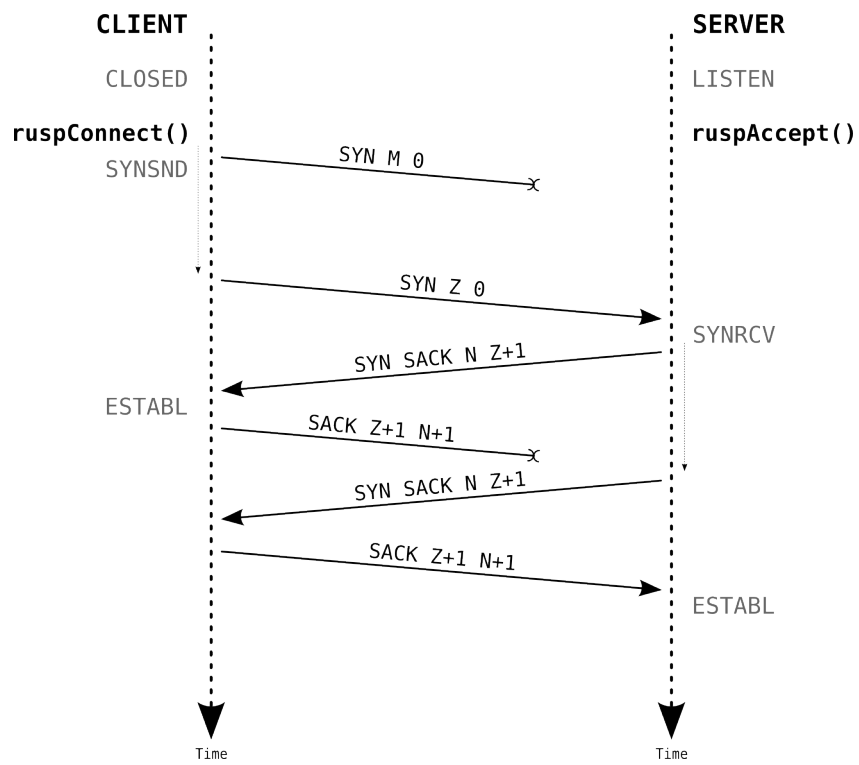 CLIENT
SERVER
CLOSED
LISTEN
ruspConnect()
ruspAccept()
SYNSND
SYN M 0
SYN Z 0
SYNRCV
SYN SACK N Z+1
ESTABL
SACK Z+1 N+1
SYN SACK N Z+1
SACK Z+1 N+1
ESTABL
Time
Time